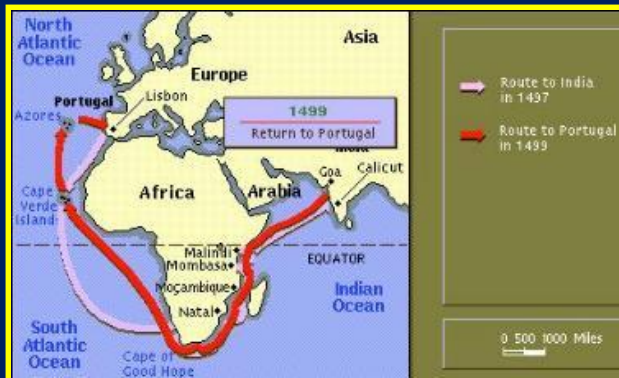 North
Atlantic
Ocean
Asia
Europe
Portugal
Lisbon
Azores
1499
Return to Portugal
India
Goa
Calicut
Cape
Verde
Island
Africa
Arabia
Malindi
Mombasa
EQUATOR
Moçambique
Natal
Indian
Ocean
South
Atlantic
Ocean
Cape of
Good Hope
Route to India
in 1497
Route to Portugal
in 1499
0 500 1000 Miles